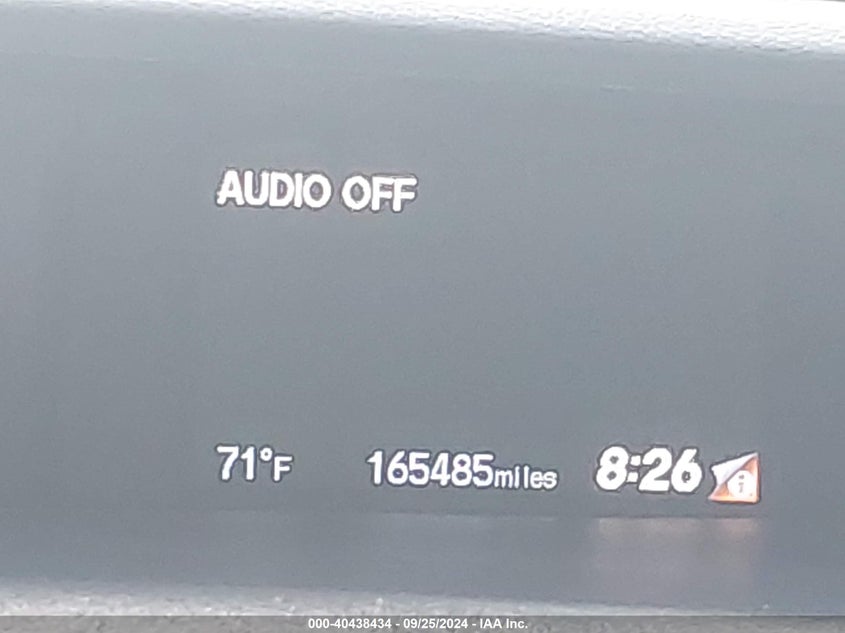 AUDIO OFF
71°F 165485miles 8:26 i
000-40438434 - 09/25/2024 - IAA Inc.